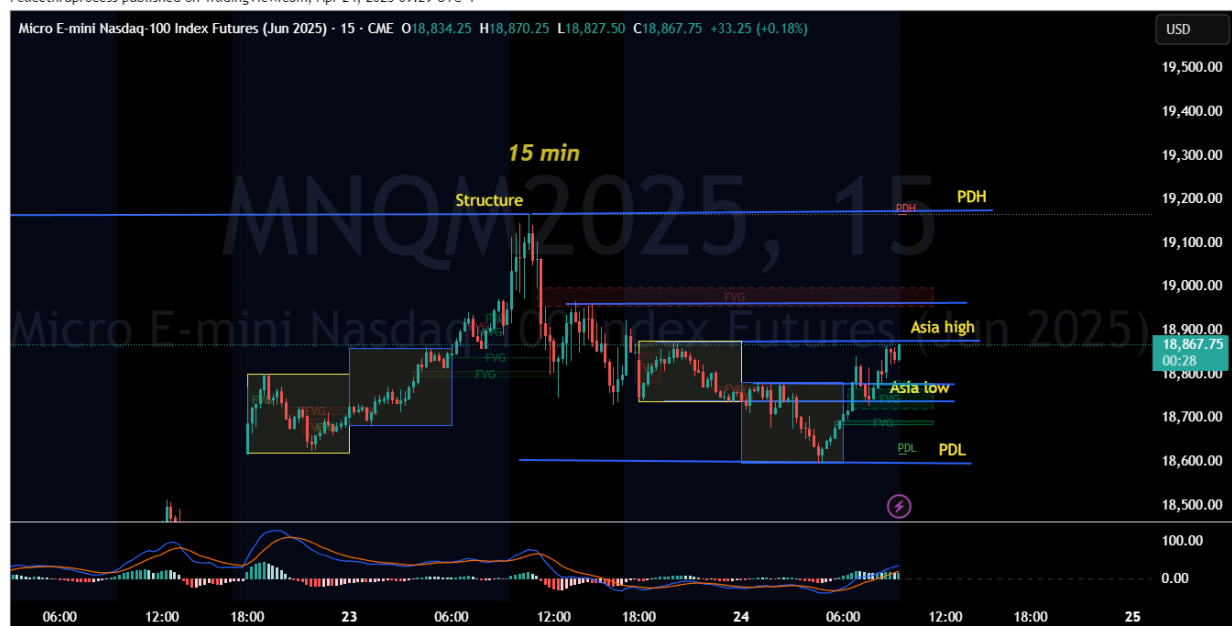 Micro E-mini Nasdaq-100 Index Futures (Jun 2025) · 15 · CME O18,834.25 H18,870.25 L18,827.50 C18,867.75 +33.25 (+0.18%)
USD
19,500.00
19,400.00
15 min
19,300.00
Structure
PDH
19,200.00
PDH
MNQM2025, 15
19,100.00
FVG
19,000.00
Micro E-mini Nasdaq-100 Index Futures (Jun 2025)
Asia high
18,900.00
18,867.75
00:28
FVG
FVG
18,800.00
Asia low
FVG
FVG
18,700.00
FVG
PDL
PDL
18,600.00
18,500.00
100.00
0.00
06:00
12:00
18:00
23
06:00
12:00
18:00
24
06:00
12:00
18:00
25